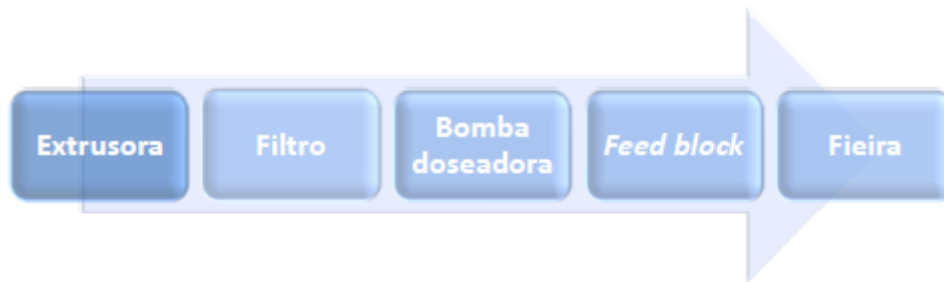 Extrusora
Filtro
Bomba
doseadora
Feed block
Fieira